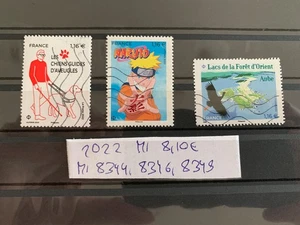 FRANCE 1,16 €
LES CHIENS GUIDES
D'AVEUGLES
FRANCE
NARUTO
Lacs de la Forêt d'Orient
Aube
2022 MI 8,10€
MI 8344, 8346, 8349